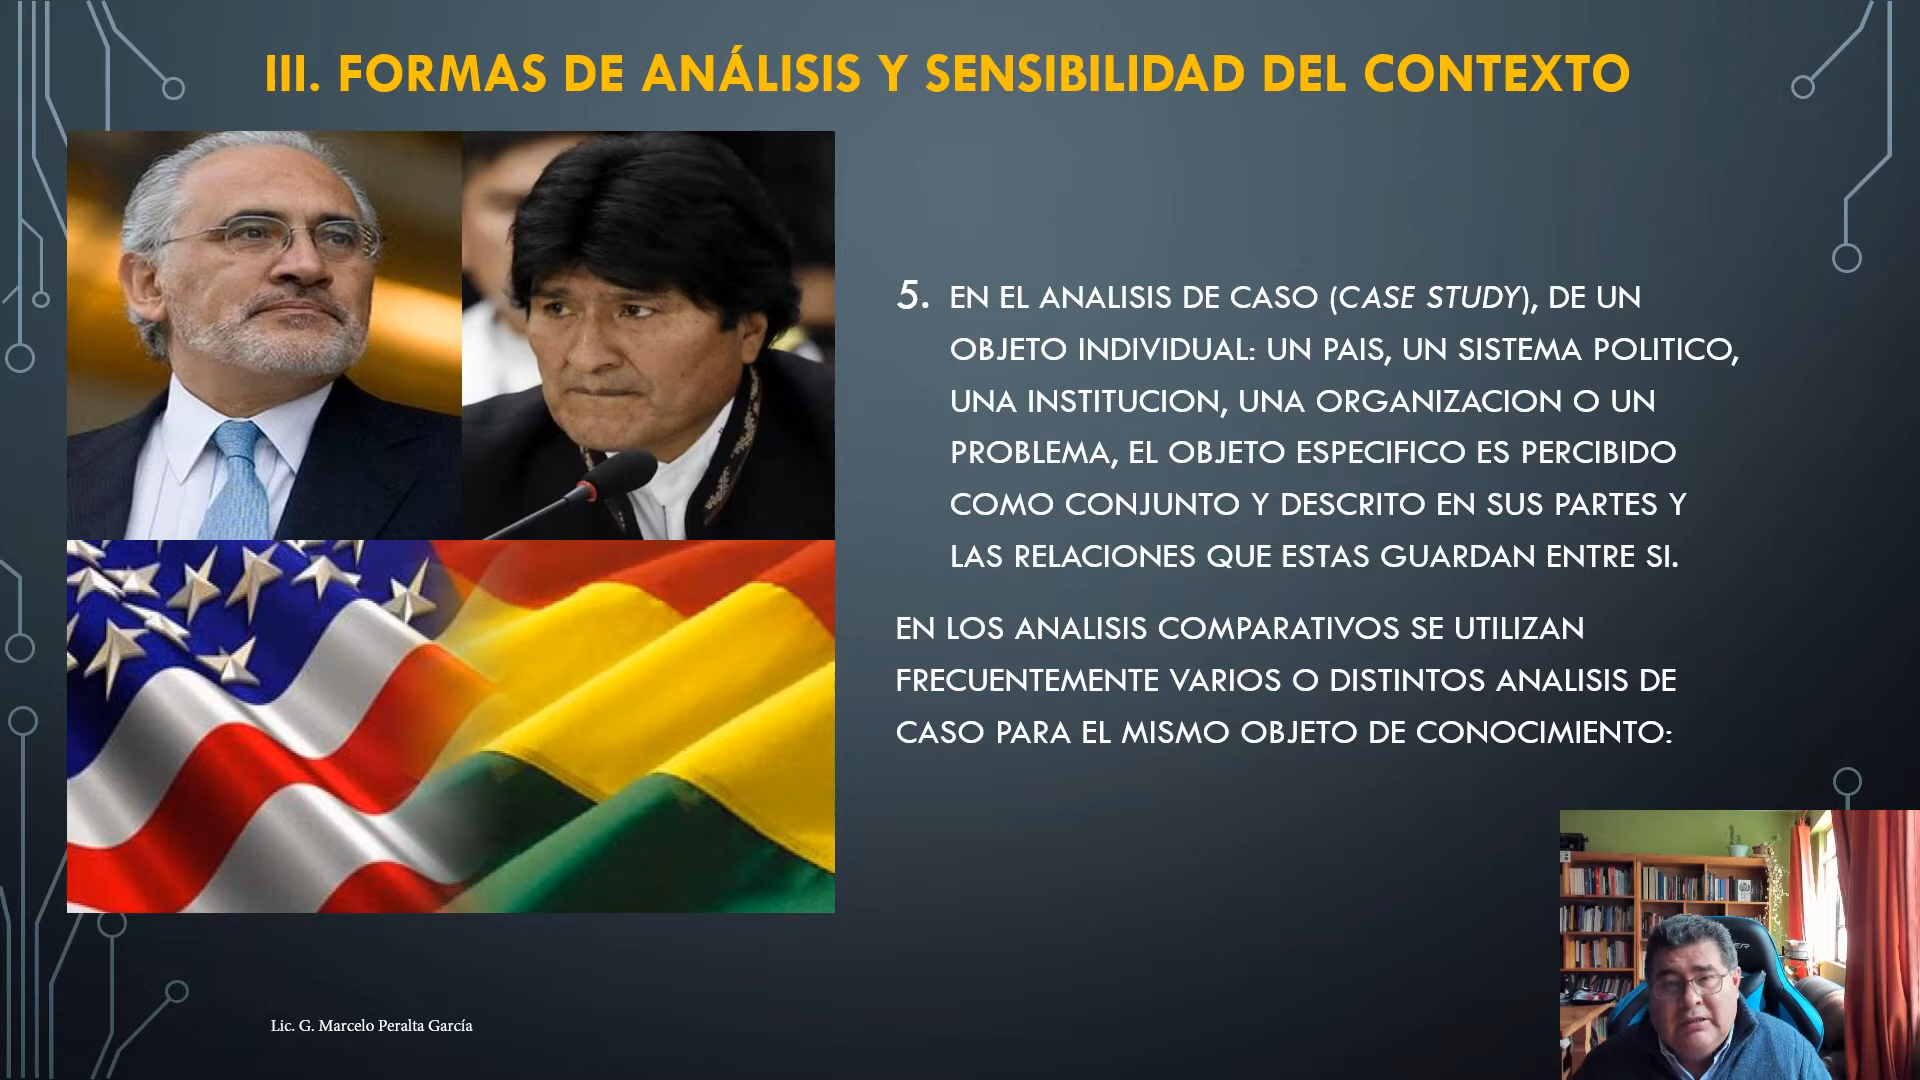 III. FORMAS DE ANÁLISIS Y SENSIBILIDAD DEL CONTEXTO
5. EN EL ANALISIS DE CASO (CASE STUDY), DE UN
OBJETO INDIVIDUAL: UN PAIS, UN SISTEMA POLITICO,
UNA INSTITUCION, UNA ORGANIZACION O UN
PROBLEMA, EL OBJETO ESPECIFICO ES PERCIBIDO
COMO CONJUNTO Y DESCRITO EN SUS PARTES Y
LAS RELACIONES QUE ESTAS GUARDAN ENTRE SI.
EN LOS ANALISIS COMPARATIVOS SE UTILIZAN
FRECUENTEMENTE VARIOS O DISTINTOS ANALISIS DE
CASO PARA EL MISMO OBJETO DE CONOCIMIENTO:
Lic. G. Marcelo Peralta García